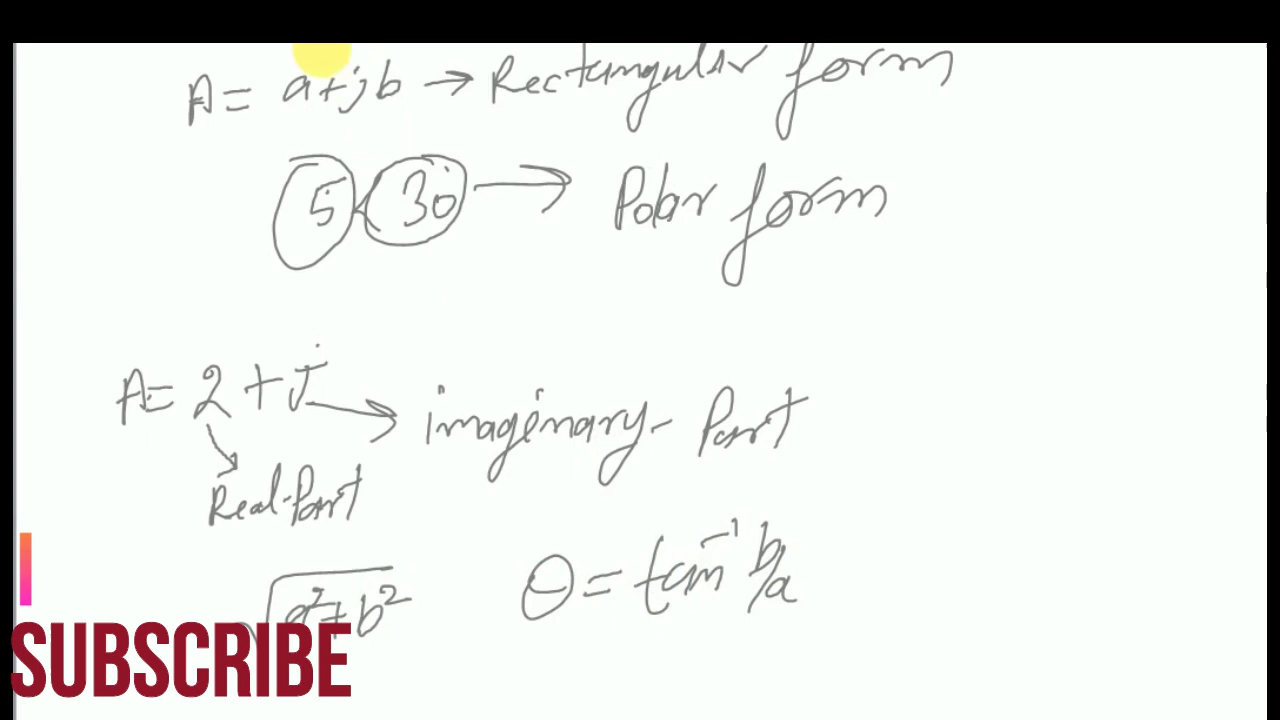 A = a+jb → Rectangular form
5 ∠30 → Polar form
A = 2 + j → imaginary - Part
Real-Part
√a²+b² θ = tan⁻¹ b/a
SUBSCRIBE